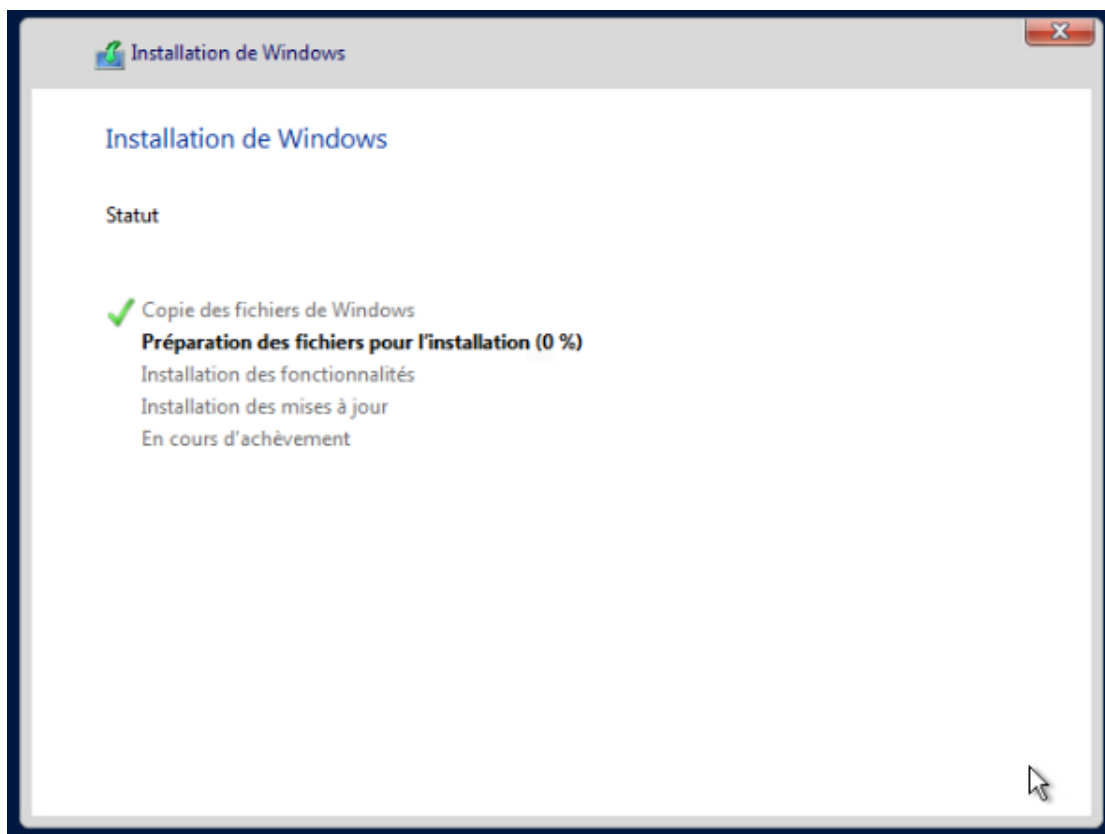 Installation de Windows
Installation de Windows
Statut
Copie des fichiers de Windows
Préparation des fichiers pour l'installation (0 %)
Installation des fonctionnalités
Installation des mises à jour
En cours d'achèvement